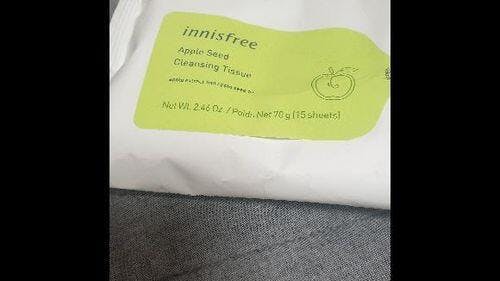 innisfree
Apple Seed
Cleansing Tissue
Net Wt. 2.46 Oz. / Poids. Net 70 g (15 sheets)